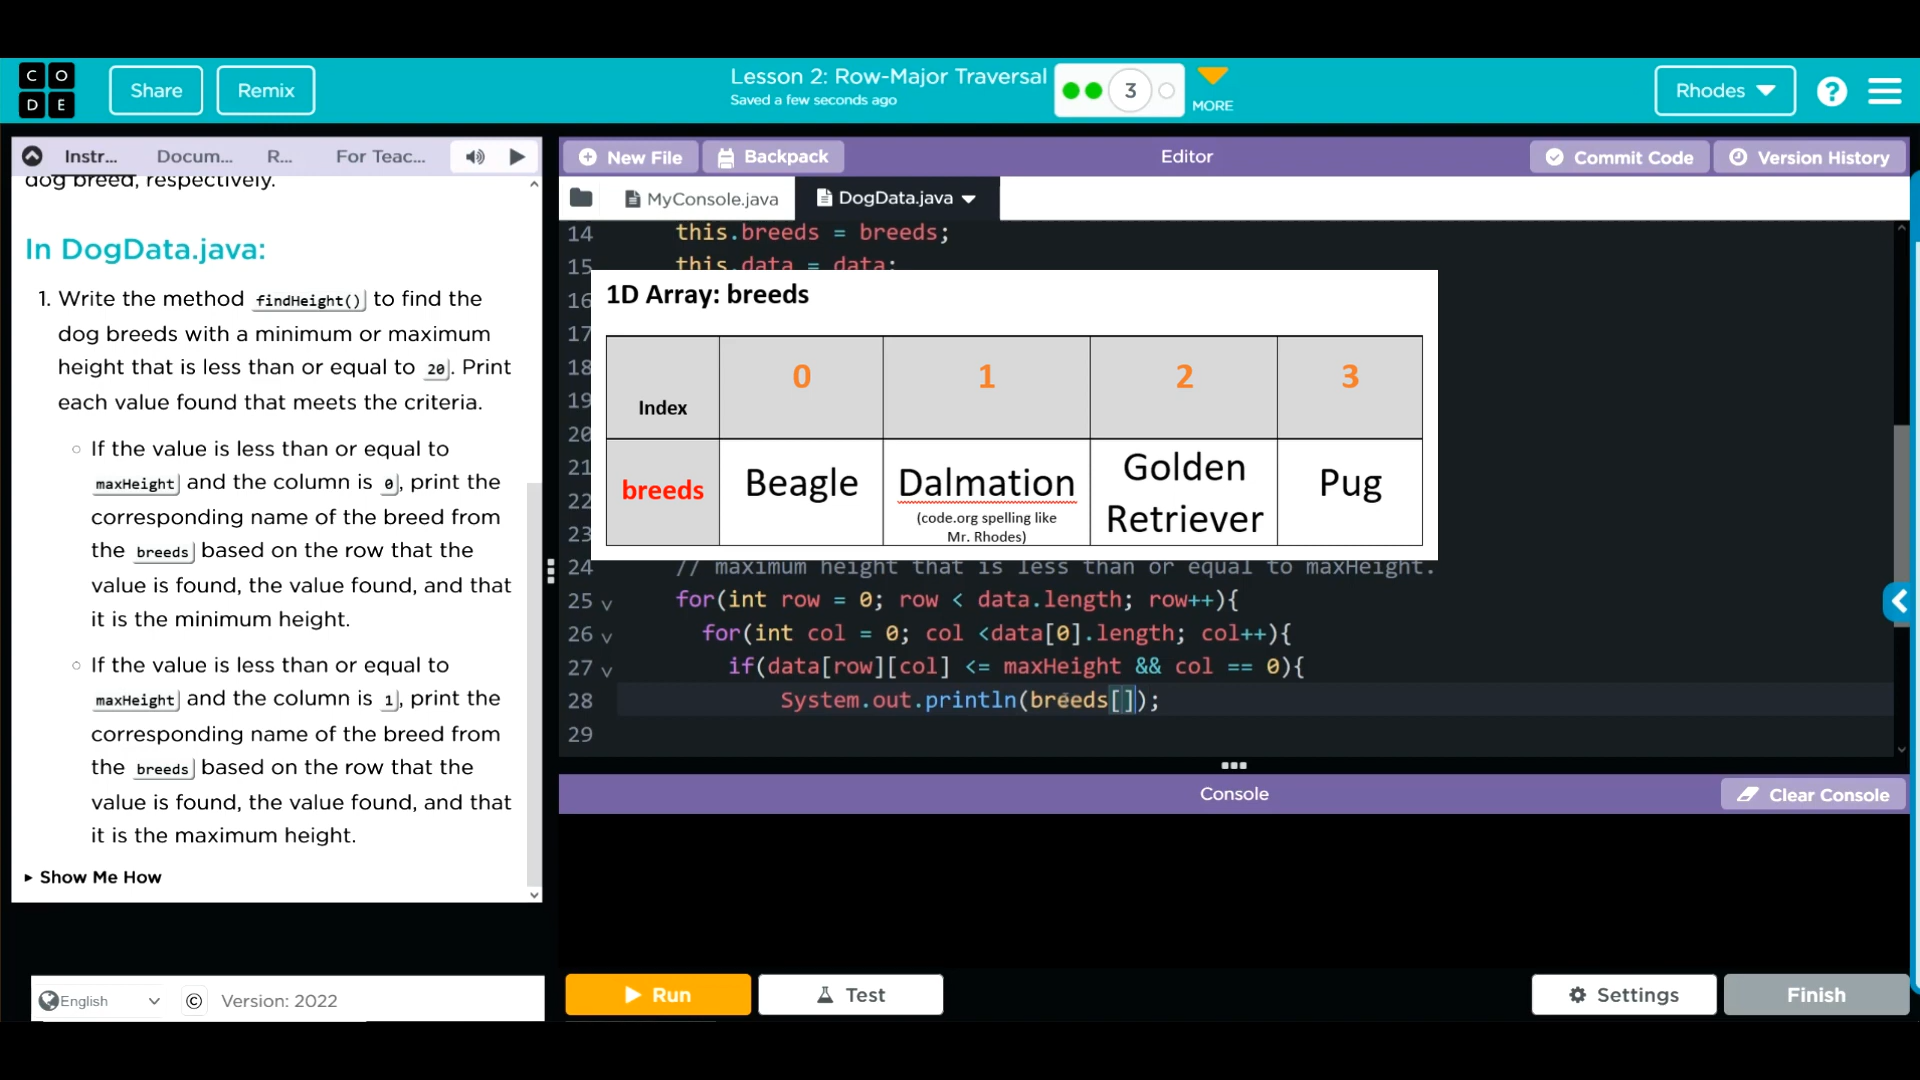 C O
D E
Share
Remix
Lesson 2: Row-Major Traversal
Saved a few seconds ago
3
MORE
Rhodes
?
Instr...
Docum...
R...
For Teac...
New File
Backpack
Editor
Commit Code
Version History
MyConsole.java
DogData.java
dog breed, respectively.
In DogData.java:
1. Write the method findHeight() to find the
dog breeds with a minimum or maximum
height that is less than or equal to 20. Print
each value found that meets the criteria.
If the value is less than or equal to
maxHeight and the column is 0, print the
corresponding name of the breed from
the breeds based on the row that the
value is found, the value found, and that
it is the minimum height.
If the value is less than or equal to
maxHeight and the column is 1, print the
corresponding name of the breed from
the breeds based on the row that the
value is found, the value found, and that
it is the maximum height.
Show Me How
14 this.breeds = breeds;
15 this.data = data;
16
17
18
19
20
21
22
23
1D Array: breeds
Index 0 1 2 3
breeds Beagle Dalmation Golden Retriever Pug
(code.org spelling like
Mr. Rhodes)
24 // maximum height that is less than or equal to maxHeight.
25 for(int row = 0; row < data.length; row++){
26 for(int col = 0; col <data[0].length; col++){
27 if(data[row][col] <= maxHeight && col == 0){
28 System.out.println(breeds[]);
29
Console
Clear Console
English
© Version: 2022
Run
Test
Settings
Finish